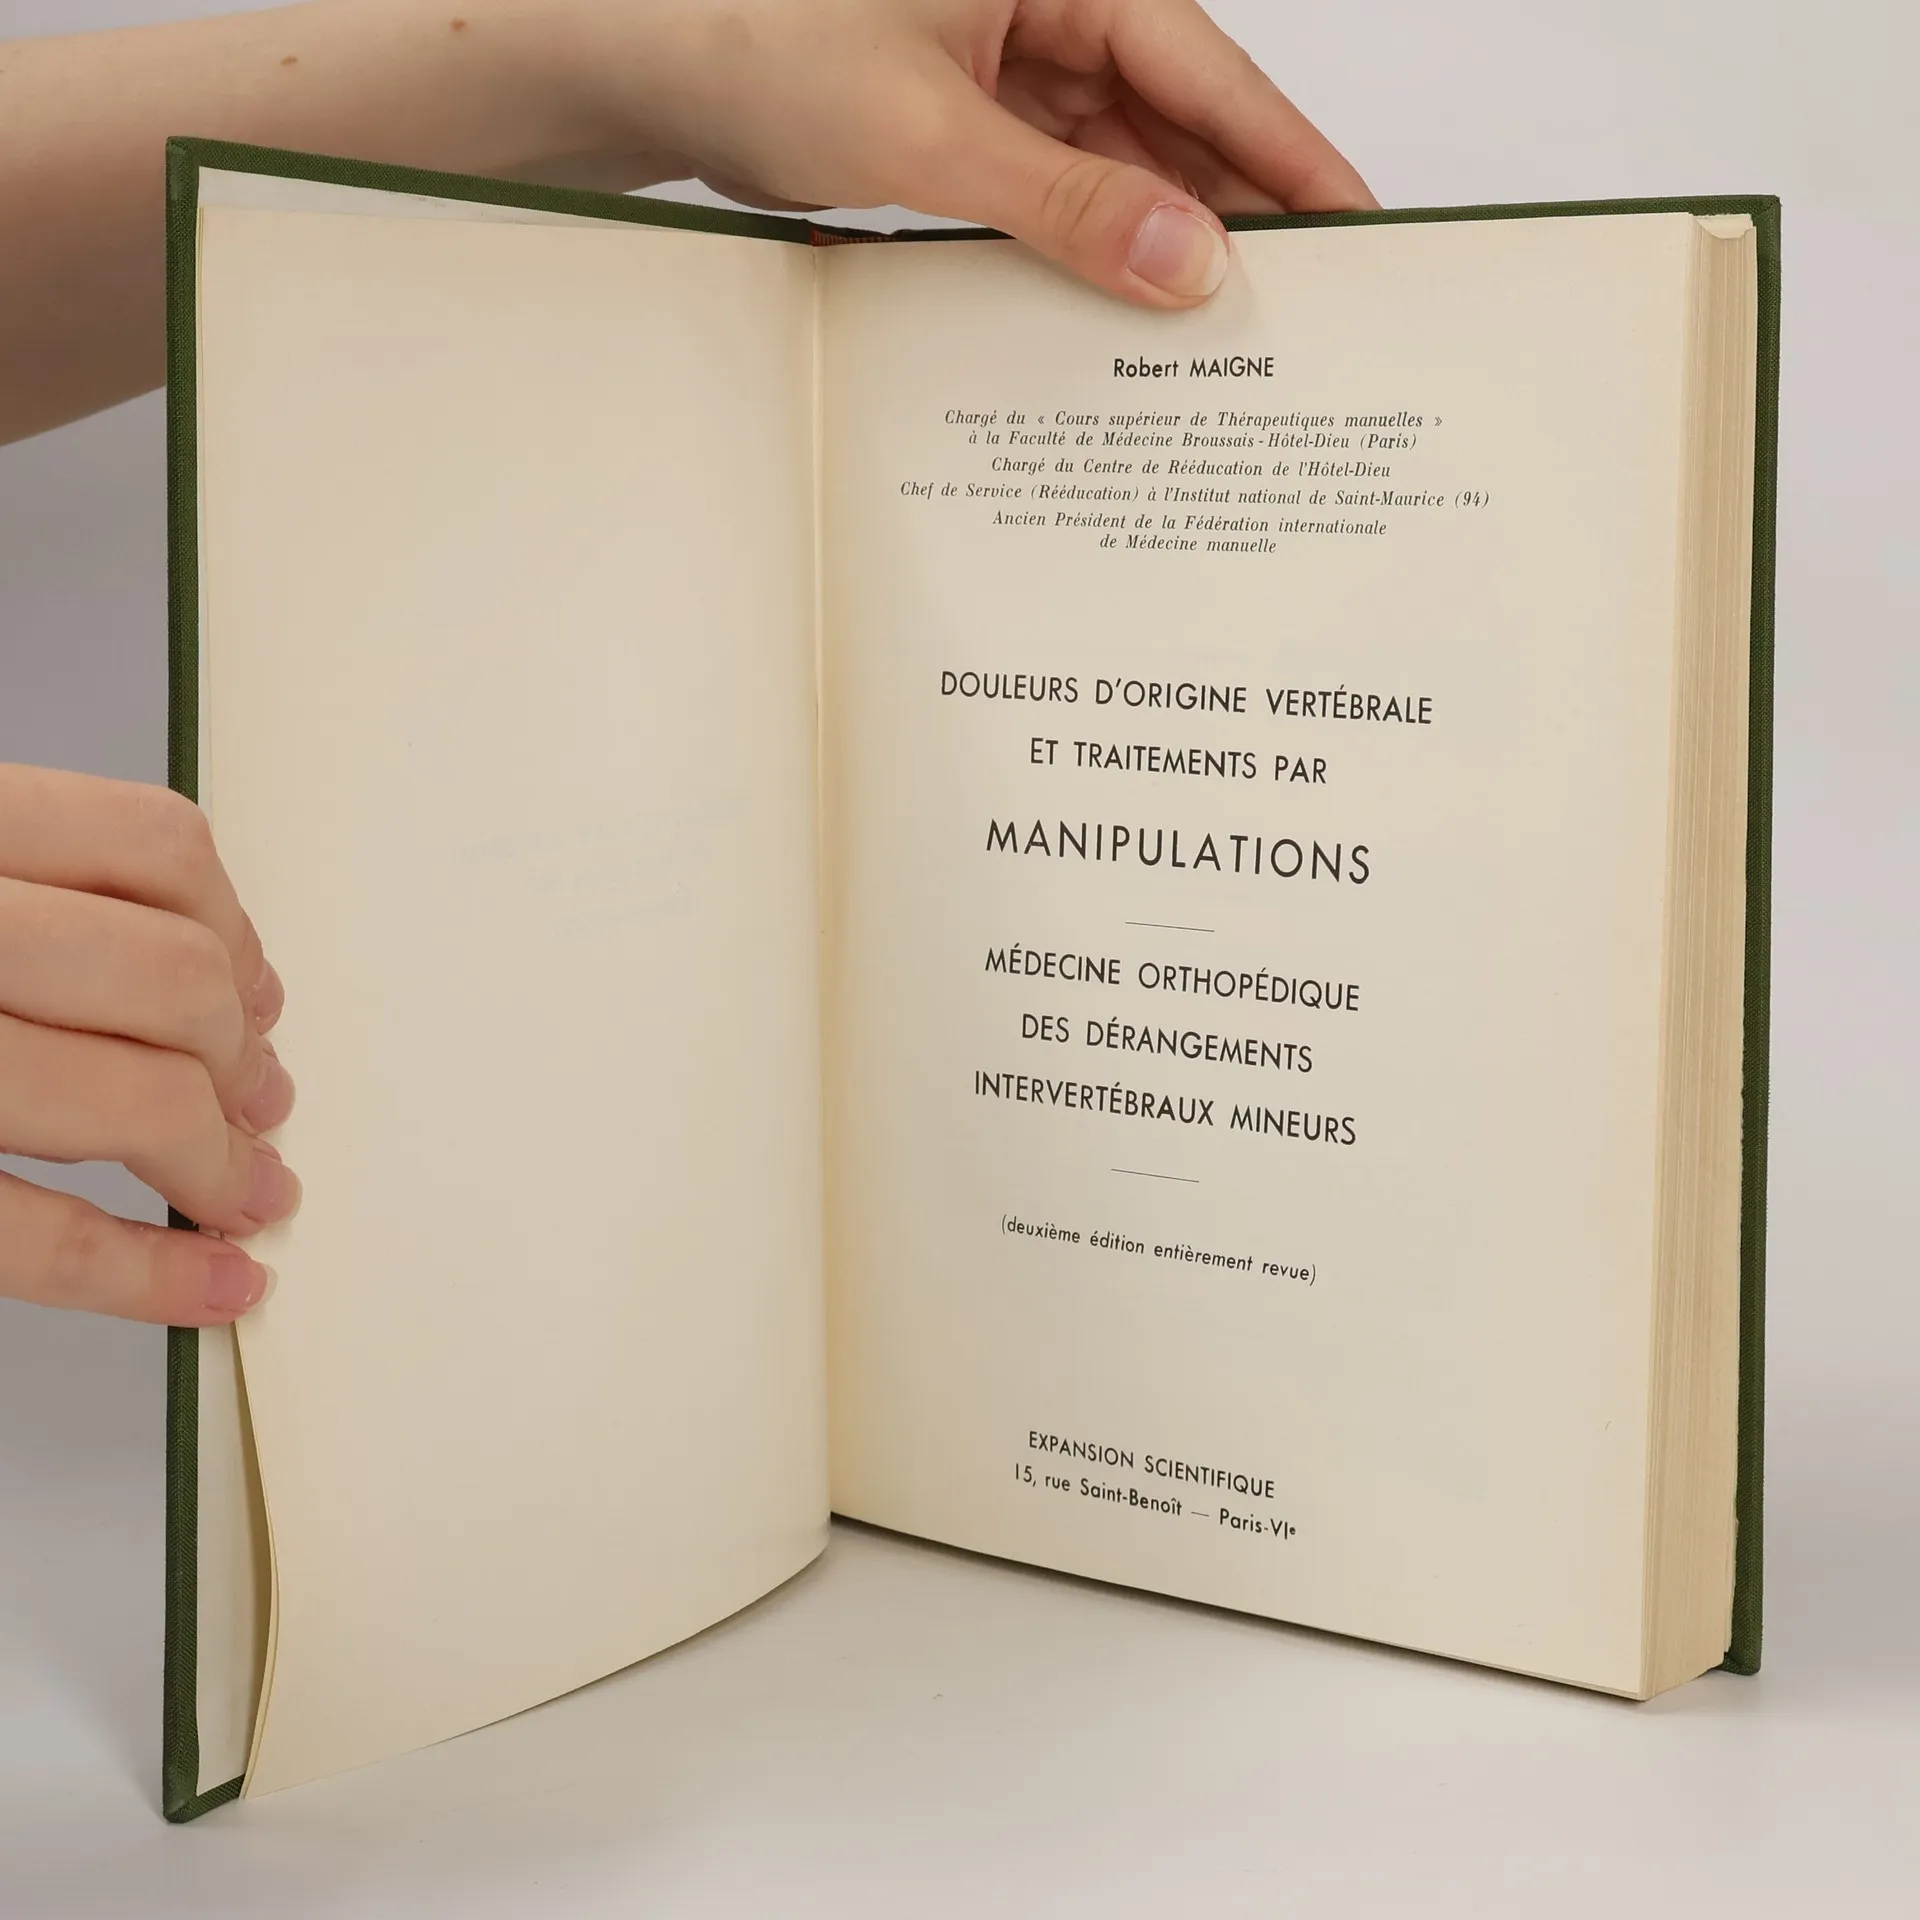 Robert MAIGNE
Chargé du « Cours supérieur de Thérapeutiques manuelles »
à la Faculté de Médecine Broussais - Hôtel-Dieu (Paris)
Chargé du Centre de Rééducation de l'Hôtel-Dieu
Chef de Service (Rééducation) à l'Institut national de Saint-Maurice (94)
Ancien Président de la Fédération internationale
de Médecine manuelle
DOULEURS D'ORIGINE VERTÉBRALE
ET TRAITEMENTS PAR
MANIPULATIONS
MÉDECINE ORTHOPÉDIQUE
DES DÉRANGEMENTS
INTERVERTÉBRAUX MINEURS
(deuxième édition entièrement revue)
EXPANSION SCIENTIFIQUE
15, rue Saint-Benoît — Paris-VIe